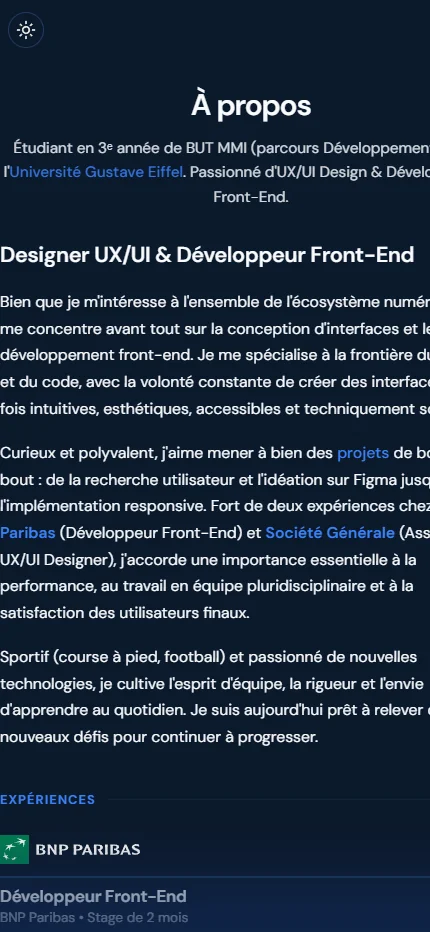 À propos
Étudiant en 3ᵉ année de BUT MMI (parcours Développement
l'Université Gustave Eiffel. Passionné d'UX/UI Design & Dévelo
Front-End.
Designer UX/UI & Développeur Front-End
Bien que je m'intéresse à l'ensemble de l'écosystème numér
me concentre avant tout sur la conception d'interfaces et le
développement front-end. Je me spécialise à la frontière du
et du code, avec la volonté constante de créer des interface
fois intuitives, esthétiques, accessibles et techniquement so
Curieux et polyvalent, j'aime mener à bien des projets de bo
bout : de la recherche utilisateur et l'idéation sur Figma jusq
l'implémentation responsive. Fort de deux expériences chez
Paribas (Développeur Front-End) et Société Générale (Ass
UX/UI Designer), j'accorde une importance essentielle à la
performance, au travail en équipe pluridisciplinaire et à la
satisfaction des utilisateurs finaux.
Sportif (course à pied, football) et passionné de nouvelles
technologies, je cultive l'esprit d'équipe, la rigueur et l'envie
d'apprendre au quotidien. Je suis aujourd'hui prêt à relever
nouveaux défis pour continuer à progresser.
EXPÉRIENCES
BNP PARIBAS
Développeur Front-End
BNP Paribas • Stage de 2 mois